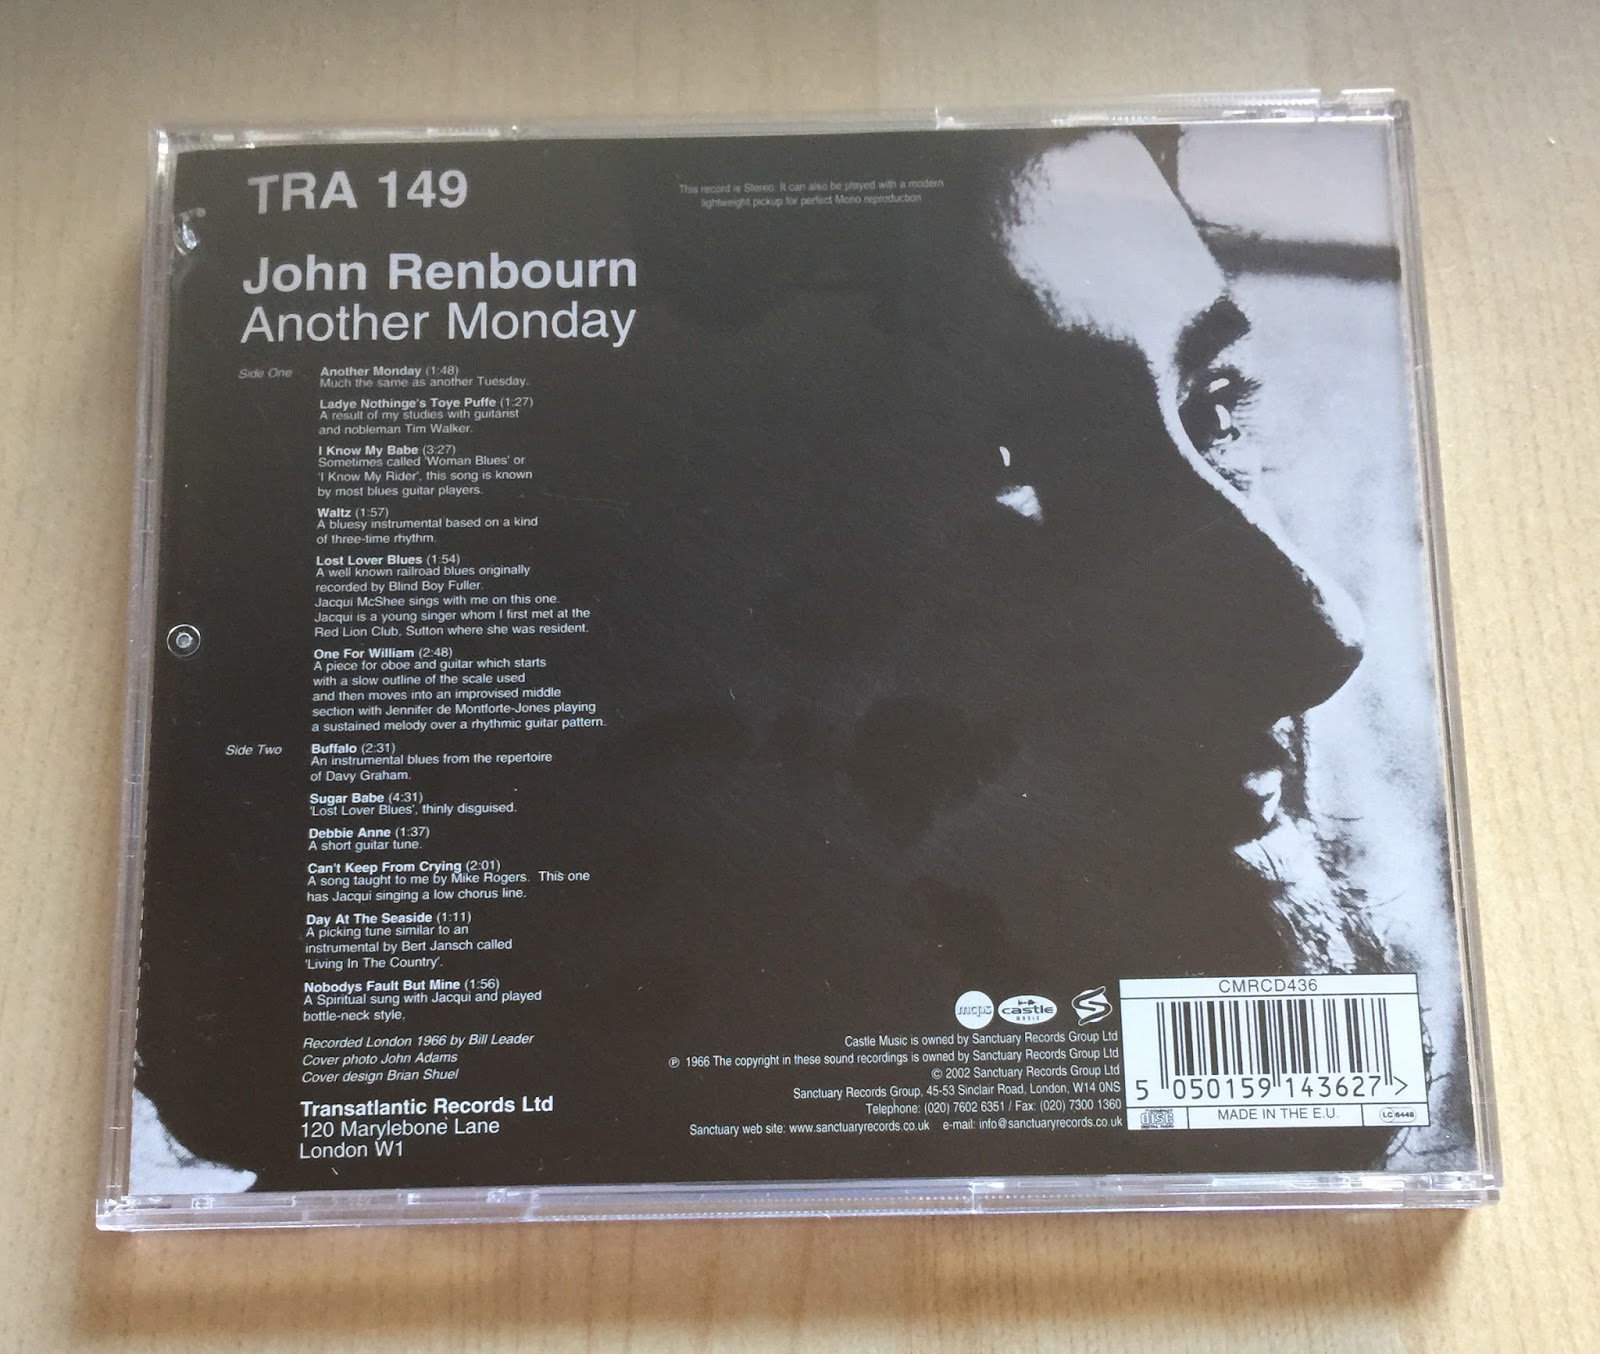 TRA 149
This record is Stereo. It can also be played with a modern
lightweight pickup for perfect Mono reproduction
John Renbourn
Another Monday
Side One
Another Monday (1:48)
Much the same as another Tuesday.
Ladye Nothinge's Toye Puffe (1:27)
A result of my studies with guitarist
and nobleman Tim Walker.
I Know My Babe (3:27)
Sometimes called 'Woman Blues' or
'I Know My Rider', this song is known
by most blues guitar players.
Waltz (1:57)
A bluesy instrumental based on a kind
of three-time rhythm.
Lost Lover Blues (1:54)
A well known railroad blues originally
recorded by Blind Boy Fuller.
Jacqui McShee sings with me on this one.
Jacqui is a young singer whom I first met at the
Red Lion Club, Sutton where she was resident.
One For William (2:48)
A piece for oboe and guitar which starts
with a slow outline of the scale used
and then moves into an improvised middle
section with Jennifer de Montforte-Jones playing
a sustained melody over a rhythmic guitar pattern.
Side Two
Buffalo (2:31)
An instrumental blues from the repertoire
of Davy Graham.
Sugar Babe (4:31)
'Lost Lover Blues', thinly disguised.
Debbie Anne (1:37)
A short guitar tune.
Can't Keep From Crying (2:01)
A song taught to me by Mike Rogers. This one
has Jacqui singing a low chorus line.
Day At The Seaside (1:11)
A picking tune similar to an
instrumental by Bert Jansch called
'Living In The Country'.
Nobodys Fault But Mine (1:56)
A Spiritual sung with Jacqui and played
bottle-neck style.
Recorded London 1966 by Bill Leader
Cover photo John Adams
Cover design Brian Shuel
Transatlantic Records Ltd
120 Marylebone Lane
London W1
mcps
castle
MUSIC
Castle Music is owned by Sanctuary Records Group Ltd
℗ 1966 The copyright in these sound recordings is owned by Sanctuary Records Group Ltd
© 2002 Sanctuary Records Group Ltd
Sanctuary Records Group, 45-53 Sinclair Road, London, W14 0NS
Telephone: (020) 7602 6351 / Fax: (020) 7300 1360
Sanctuary web site: www.sanctuaryrecords.co.uk e-mail: info@sanctuaryrecords.co.uk
CMRCD436
5 050159 143627 >
disc
DIGITAL AUDIO
MADE IN THE E.U.
LC 6448